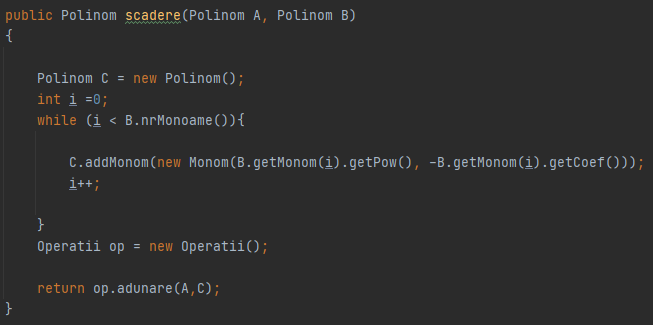 public Polinom scadere(Polinom A, Polinom B)
{
Polinom C = new Polinom();
int i =0;
while (i < B.nrMonoame()){
C.addMonom(new Monom(B.getMonom(i).getPow(), -B.getMonom(i).getCoef()));
i++;
}
Operatii op = new Operatii();
return op.adunare(A,C);
}